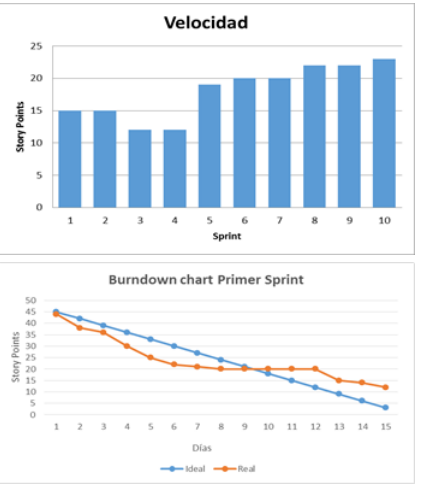 Velocidad
25
20
15
10
5
0
Story Points
1 2 3 4 5 6 7 8 9 10
Sprint
Burndown chart Primer Sprint
50
45
40
35
30
25
20
15
10
5
0
Story Points
1 2 3 4 5 6 7 8 9 10 11 12 13 14 15
Días
Ideal Real